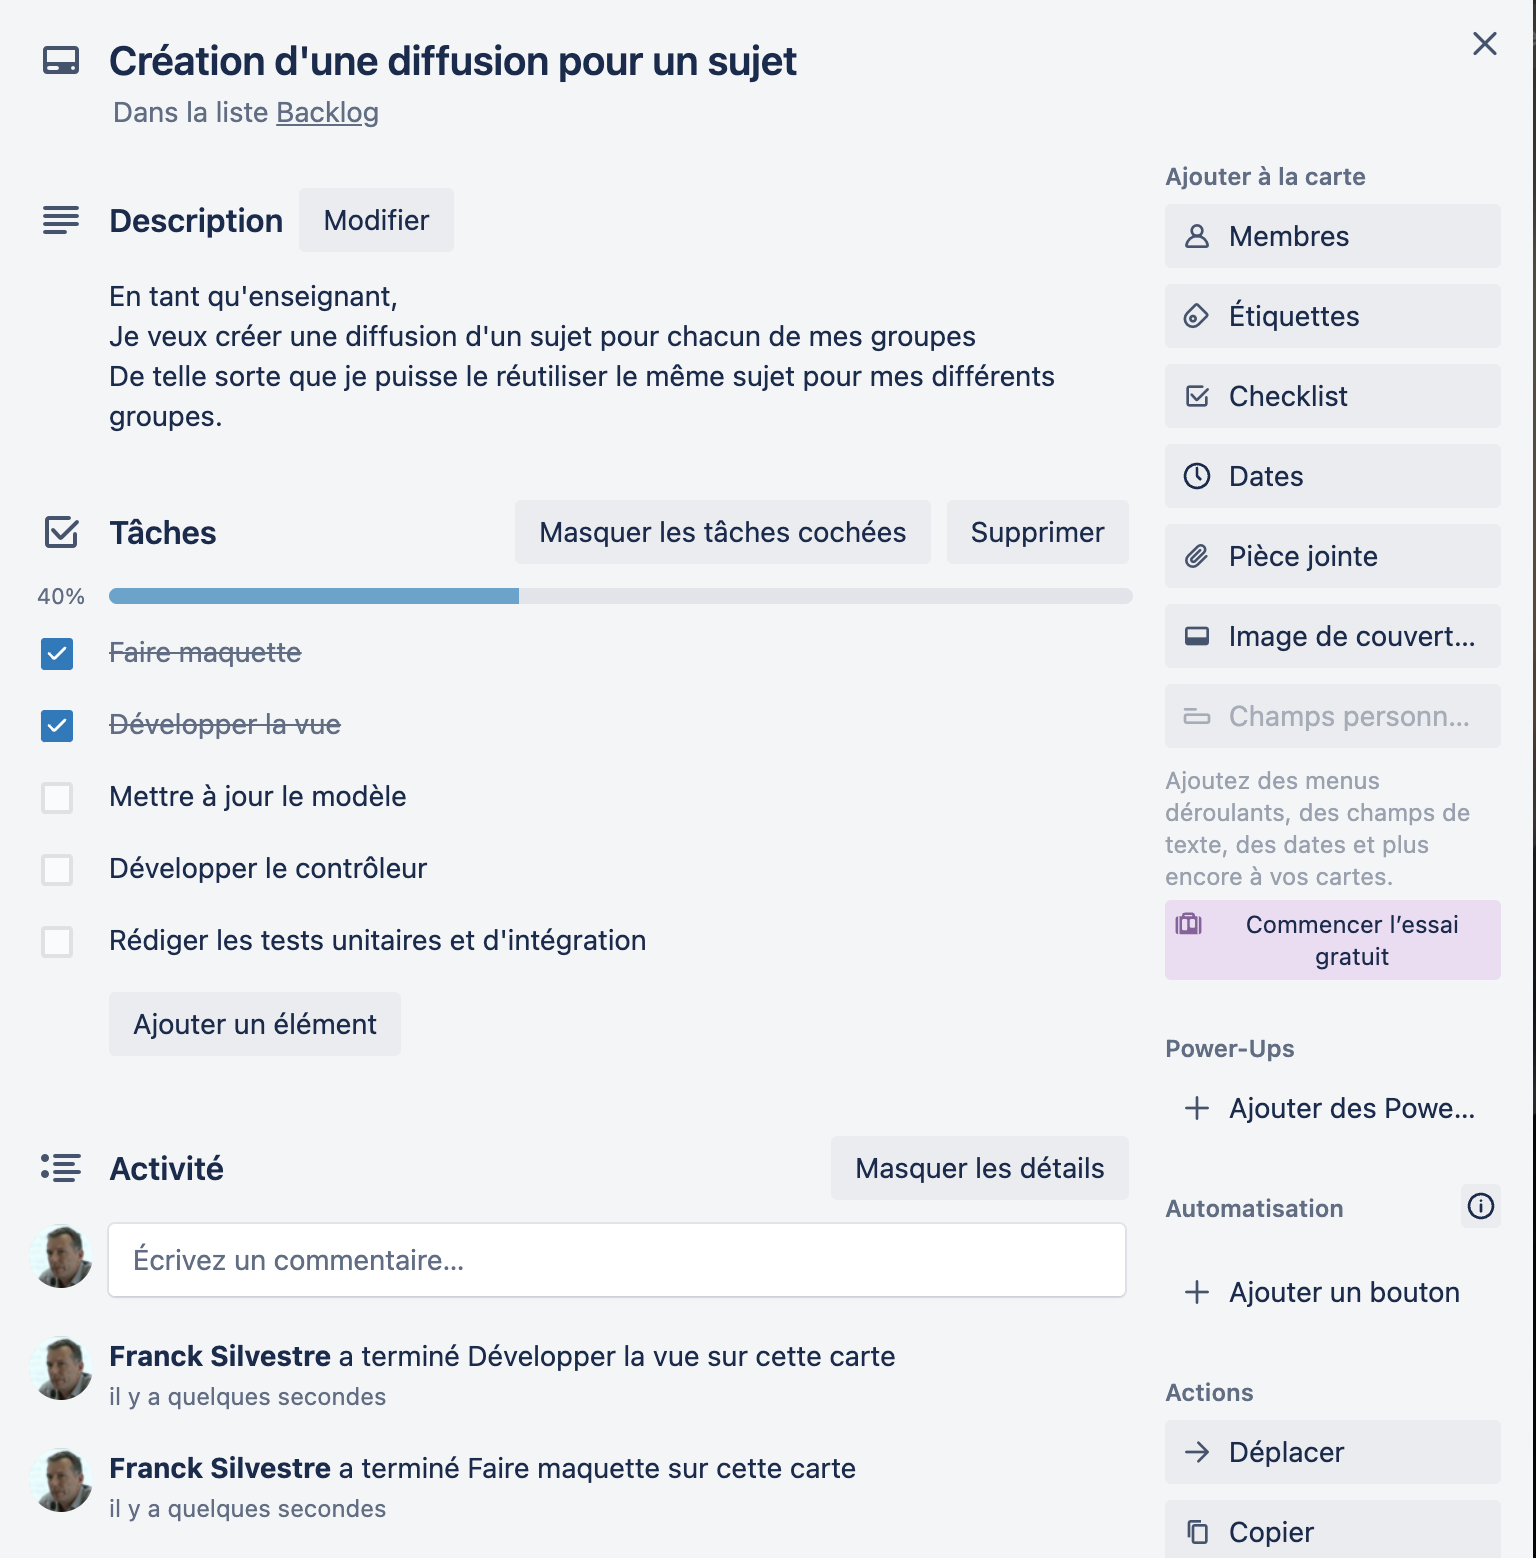 Création d'une diffusion pour un sujet
Dans la liste Backlog
Description
Modifier
En tant qu'enseignant,
Je veux créer une diffusion d'un sujet pour chacun de mes groupes
De telle sorte que je puisse le réutiliser le même sujet pour mes différents
groupes.
Tâches
Masquer les tâches cochées
Supprimer
40%
Faire maquette
Développer la vue
Mettre à jour le modèle
Développer le contrôleur
Rédiger les tests unitaires et d'intégration
Ajouter un élément
Activité
Masquer les détails
Écrivez un commentaire...
Franck Silvestre a terminé Développer la vue sur cette carte
il y a quelques secondes
Franck Silvestre a terminé Faire maquette sur cette carte
il y a quelques secondes
Ajouter à la carte
Membres
Étiquettes
Checklist
Dates
Pièce jointe
Image de couvert...
Champs personn...
Ajoutez des menus
déroulants, des champs de
texte, des dates et plus
encore à vos cartes.
Commencer l’essai
gratuit
Power-Ups
Ajouter des Powe...
Automatisation
Ajouter un bouton
Actions
Déplacer
Copier